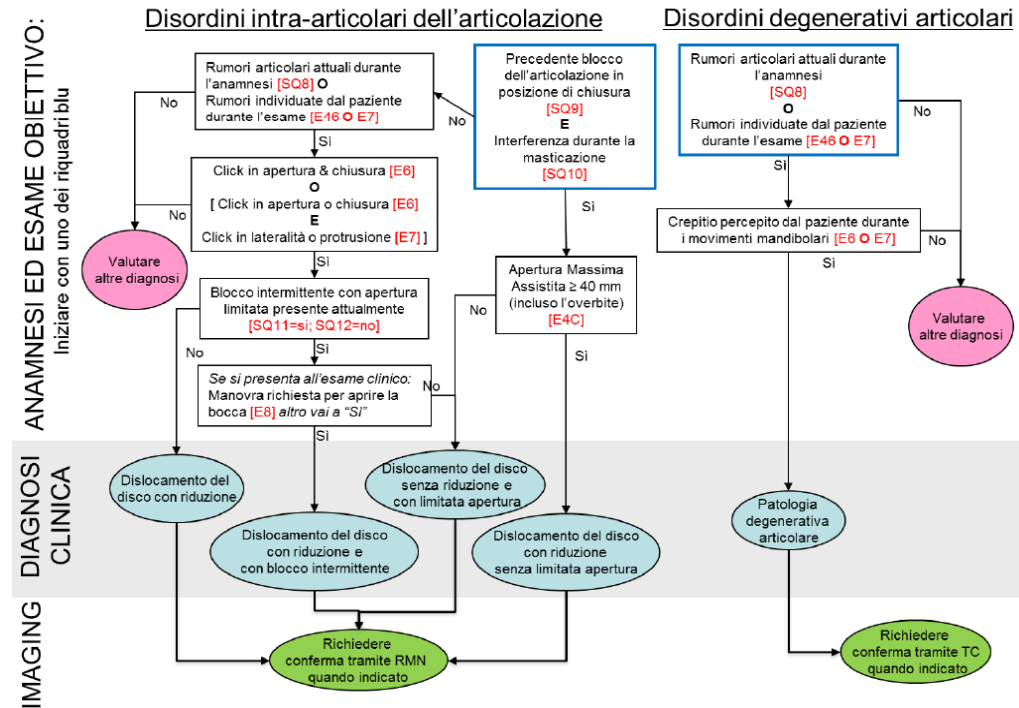 Disordini intra-articolari dell'articolazione
Disordini degenerativi articolari
ANAMNESI ED ESAME OBIETTIVO:
Iniziare con uno dei riquadri blu
Rumori articolari attuali durante
l'anamnesi [SQ8] O
Rumori individuate dal paziente
durante l'esame [E46 O E7]
No
Sì
Precedente blocco
dell'articolazione in
posizione di chiusura
[SQ9]
E
Interferenza durante la
masticazione
[SQ10]
No
Sì
Rumori articolari attuali durante
l'anamnesi
[SQ8]
O
Rumori individuate dal paziente
durante l'esame [E46 O E7]
No
Sì
Click in apertura & chiusura [E6]
O
[ Click in apertura o chiusura [E6]
E
Click in lateralità o protrusione [E7] ]
No
Sì
Crepitio percepito dal paziente durante
i movimenti mandibolari [E6 O E7]
No
Sì
Valutare
altre diagnosi
Apertura Massima
Assistita ≥ 40 mm
(incluso l'overbite)
[E4C]
No
Sì
Blocco intermittente con apertura
limitata presente attualmente
[SQ11=si; SQ12=no]
No
Sì
Valutare
altre diagnosi
Se si presenta all'esame clinico:
Manovra richiesta per aprire la
bocca [E8] altro vai a "Sì"
No
Sì
DIAGNOSI
CLINICA
Dislocamento del
disco con riduzione
Dislocamento del disco
con riduzione e
con blocco intermittente
Dislocamento del disco
senza riduzione e
con limitata apertura
Dislocamento del disco
con riduzione
senza limitata apertura
Patologia
degenerativa
articolare
IMAGING
Richiedere
conferma tramite RMN
quando indicato
Richiedere
conferma tramite TC
quando indicato